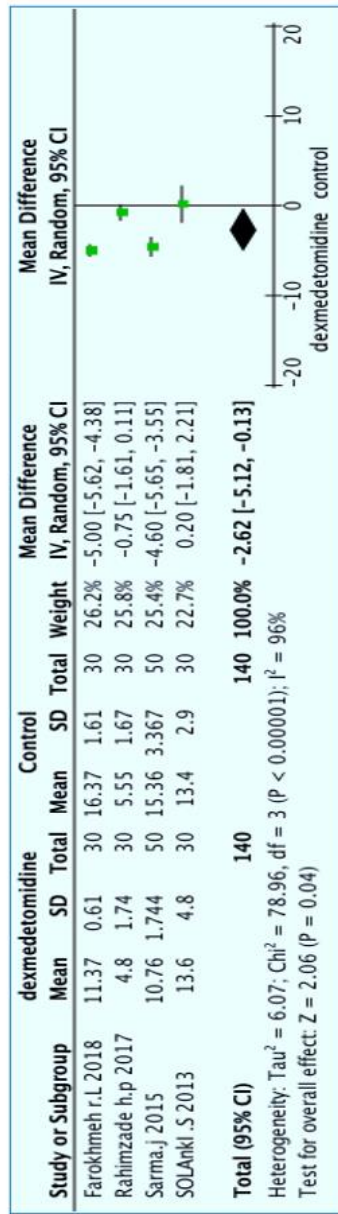 dexmedetomidine Control Mean Difference Mean Difference
Study or Subgroup Mean SD Total Mean SD Total Weight IV, Random, 95% CI IV, Random, 95% CI
Farokhmeh r.L 2018 11.37 0.61 30 16.37 1.61 30 26.2% −5.00 [−5.62, −4.38]
Rahimzade h.p 2017 4.8 1.74 30 5.55 1.67 30 25.8% −0.75 [−1.61, 0.11]
Sarma.j 2015 10.76 1.744 50 15.36 3.367 50 25.4% −4.60 [−5.65, −3.55]
SOLAnkI .S 2013 13.6 4.8 30 13.4 2.9 30 22.7% 0.20 [−1.81, 2.21]
Total (95% CI) 140 140 100.0% −2.62 [−5.12, −0.13]
Heterogeneity: Tau² = 6.07; Chi² = 78.96, df = 3 (P < 0.00001); I² = 96%
Test for overall effect: Z = 2.06 (P = 0.04)
−20 −10 0 10 20
dexmedetomidine control